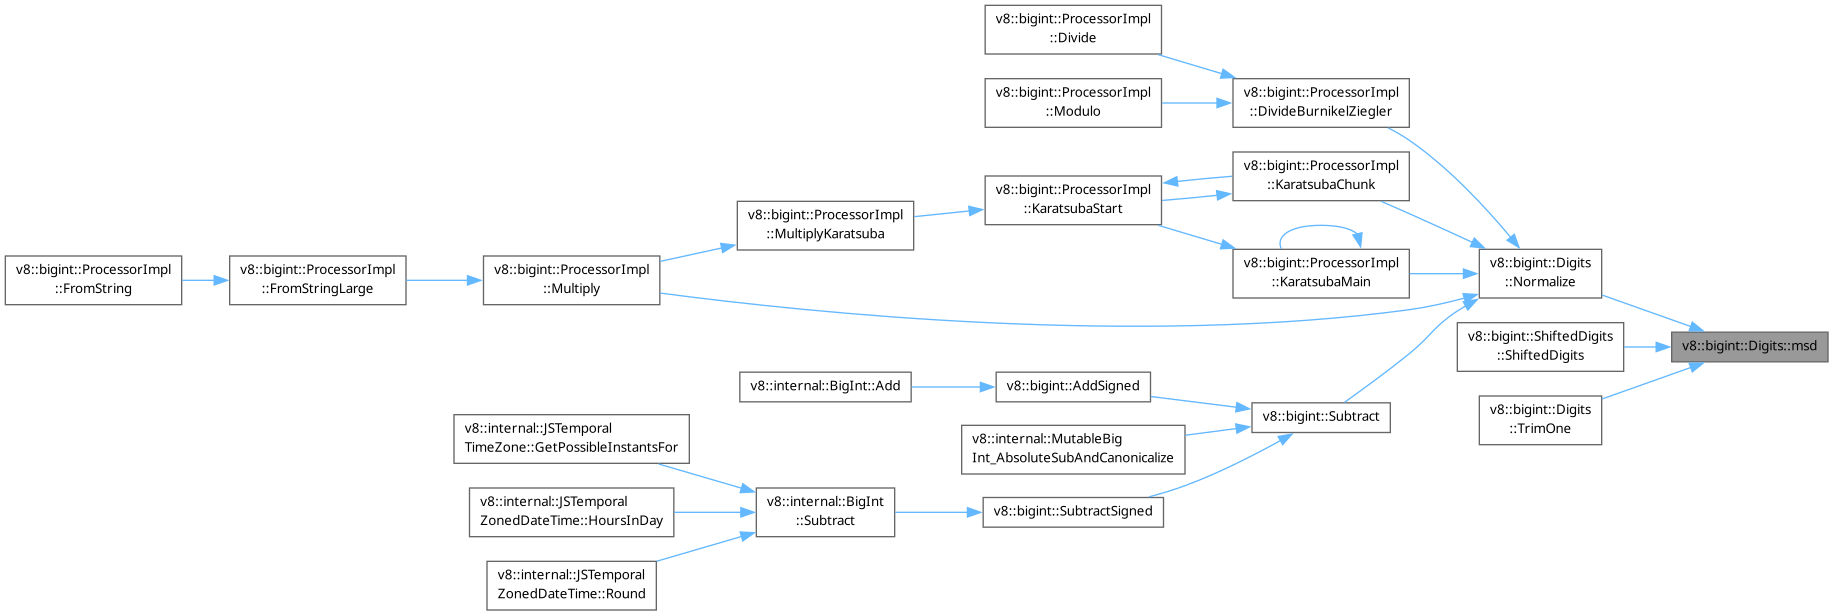 v8::bigint::ProcessorImpl
::Divide
v8::bigint::ProcessorImpl
::Modulo
v8::bigint::ProcessorImpl
::DivideBurnikelZiegler
v8::bigint::ProcessorImpl
::KaratsubaChunk
v8::bigint::ProcessorImpl
::KaratsubaStart
v8::bigint::ProcessorImpl
::MultiplyKaratsuba
v8::bigint::ProcessorImpl
::KaratsubaMain
v8::bigint::ProcessorImpl
::FromString
v8::bigint::ProcessorImpl
::FromStringLarge
v8::bigint::ProcessorImpl
::Multiply
v8::bigint::Digits
::Normalize
v8::bigint::ShiftedDigits
::ShiftedDigits
v8::bigint::Digits::msd
v8::bigint::Digits
::TrimOne
v8::internal::BigInt::Add
v8::bigint::AddSigned
v8::bigint::Subtract
v8::internal::MutableBig
Int_AbsoluteSubAndCanonicalize
v8::bigint::SubtractSigned
v8::internal::BigInt
::Subtract
v8::internal::JSTemporal
TimeZone::GetPossibleInstantsFor
v8::internal::JSTemporal
ZonedDateTime::HoursInDay
v8::internal::JSTemporal
ZonedDateTime::Round